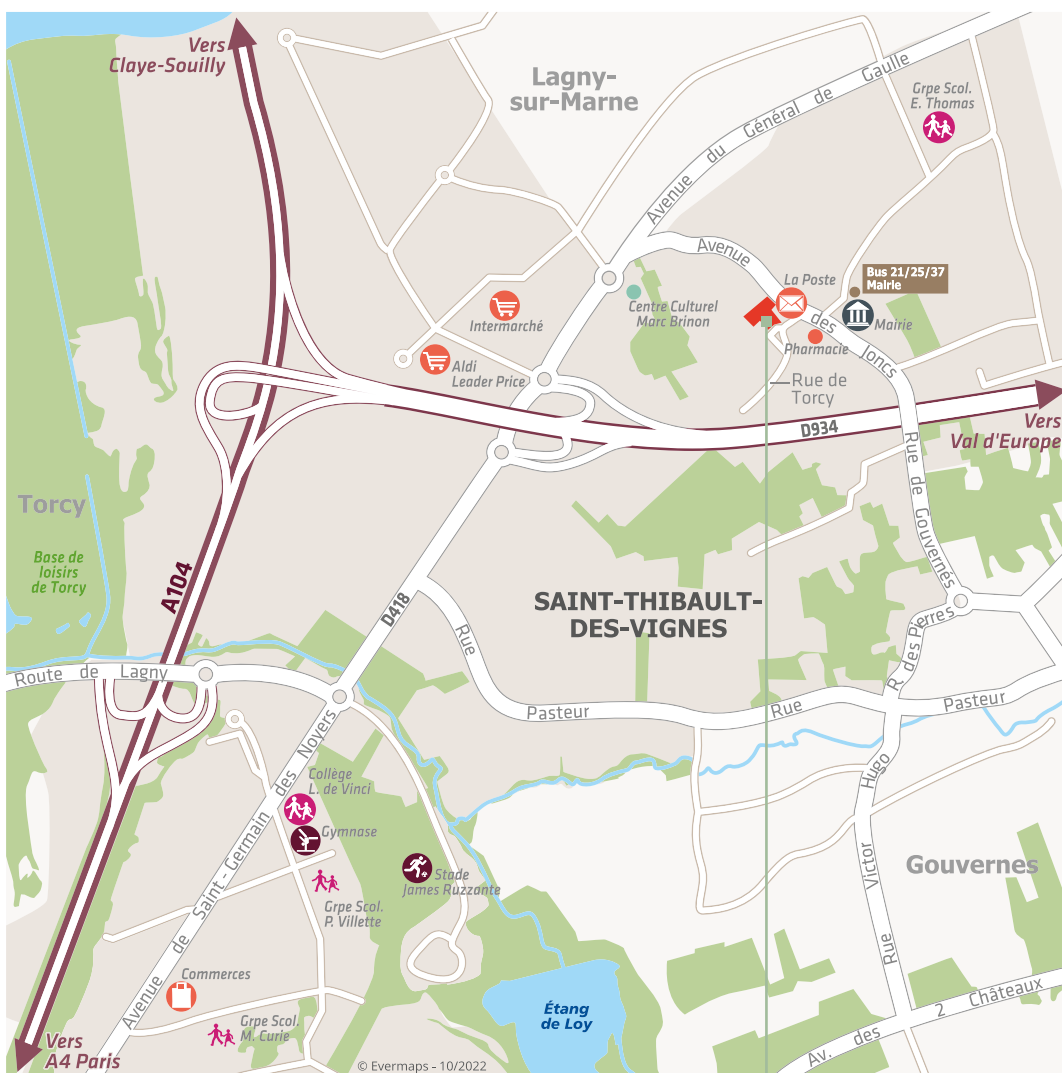 Vers
Claye-Souilly
Lagny-
sur-Marne
Avenue du Général de Gaulle
Grpe Scol.
E. Thomas
Avenue des Joncs
La Poste
Bus 21/25/37
Mairie
Mairie
Centre Culturel
Marc Brinon
Pharmacie
Intermarché
Aldi
Leader Price
Rue de
Torcy
D934
Vers
Val d'Europe
Rue de Gouvernes
Torcy
Base de
loisirs
de Torcy
A104
D418
SAINT-THIBAULT-
DES-VIGNES
R. des Pierres
Route de Lagny
Rue Pasteur
Rue Pasteur
Avenue de Saint-Germain des Noyers
Collège
L. de Vinci
Gymnase
Grpe Scol.
P. Villette
Stade
James Ruzzante
Rue Victor Hugo
Gouvernes
Commerces
Grpe Scol.
M. Curie
Étang
de Loy
Av. des 2 Châteaux
Vers
A4 Paris
© Evermaps - 10/2022